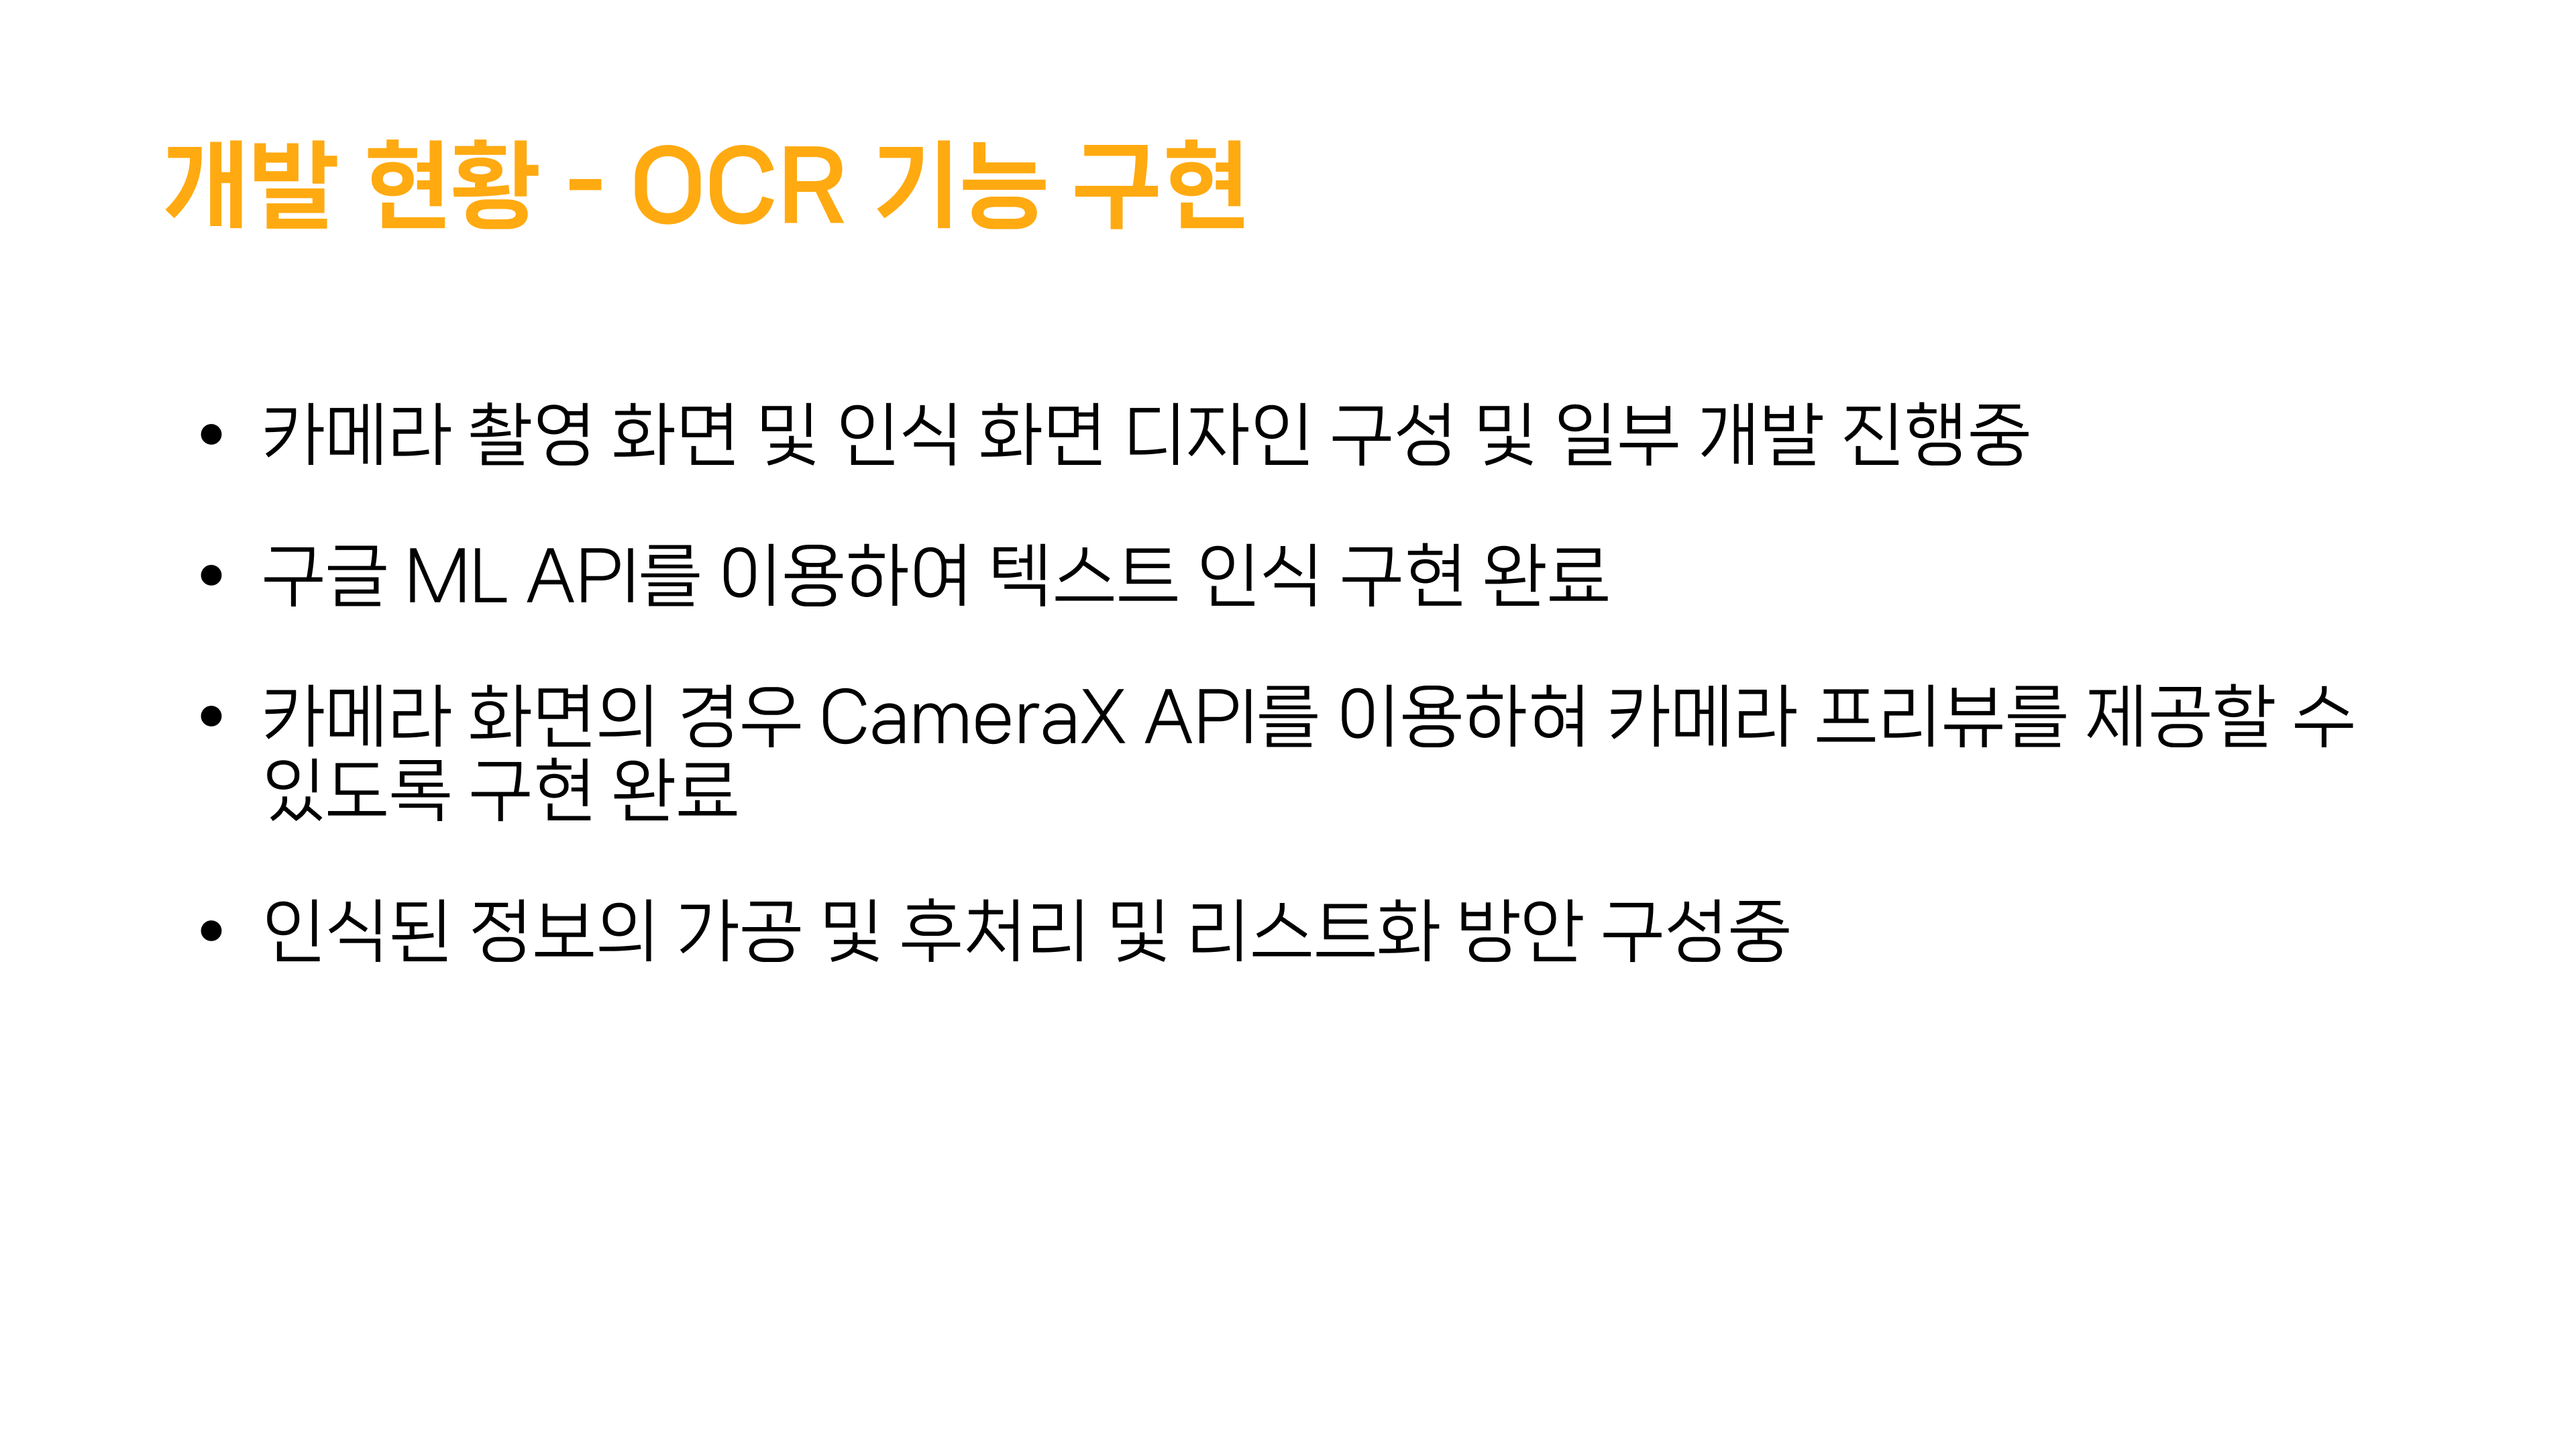 개발 현황 - OCR 기능 구현
• 카메라 촬영 화면 및 인식 화면 디자인 구성 및 일부 개발 진행중
• 구글 ML API를 이용하여 텍스트 인식 구현 완료
• 카메라 화면의 경우 CameraX API를 이용하혀 카메라 프리뷰를 제공할 수
있도록 구현 완료
• 인식된 정보의 가공 및 후처리 및 리스트화 방안 구성중